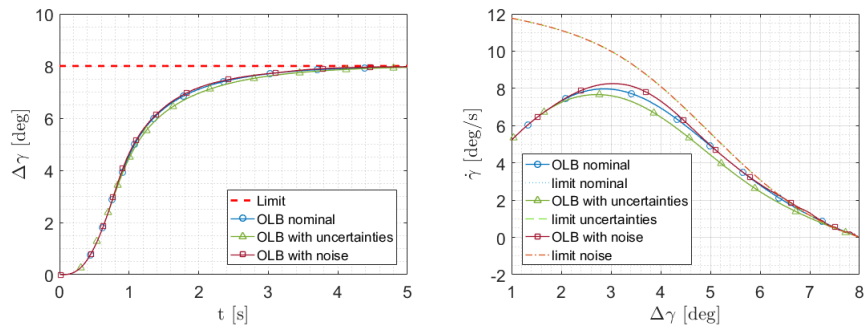 8
6
4
2
0
Δγ [deg]
Limit
OLB nominal
OLB with uncertainties
OLB with noise
0 1 2 3 4 5
t [s]
12
10
8
6
4
2
0
-2
γ̇ [deg/s]
OLB nominal
limit nominal
OLB with uncertainties
limit uncertainties
OLB with noise
limit noise
1 2 3 4 5 6 7 8
Δγ [deg]